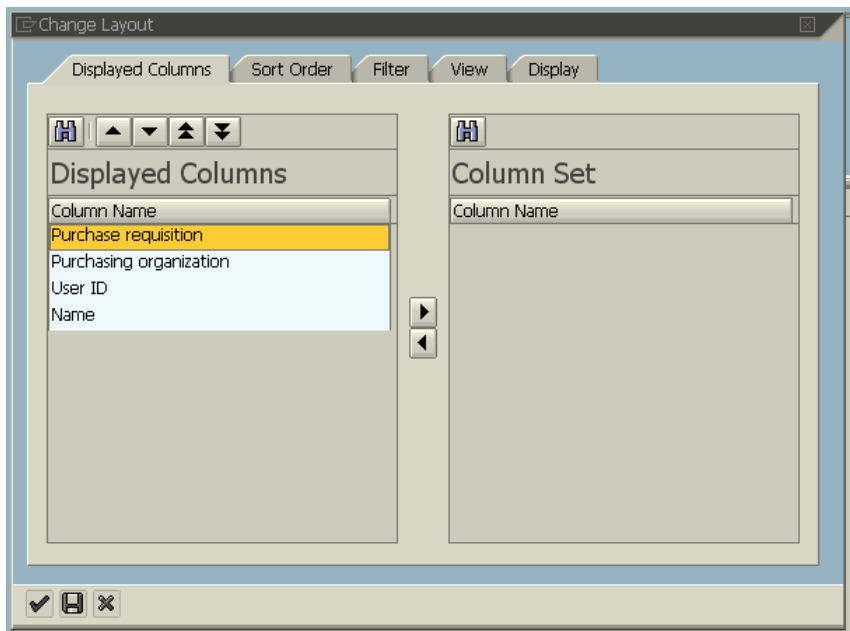 Change Layout
Displayed Columns Sort Order Filter View Display
Displayed Columns
Column Name
Purchase requisition
Purchasing organization
User ID
Name
Column Set
Column Name